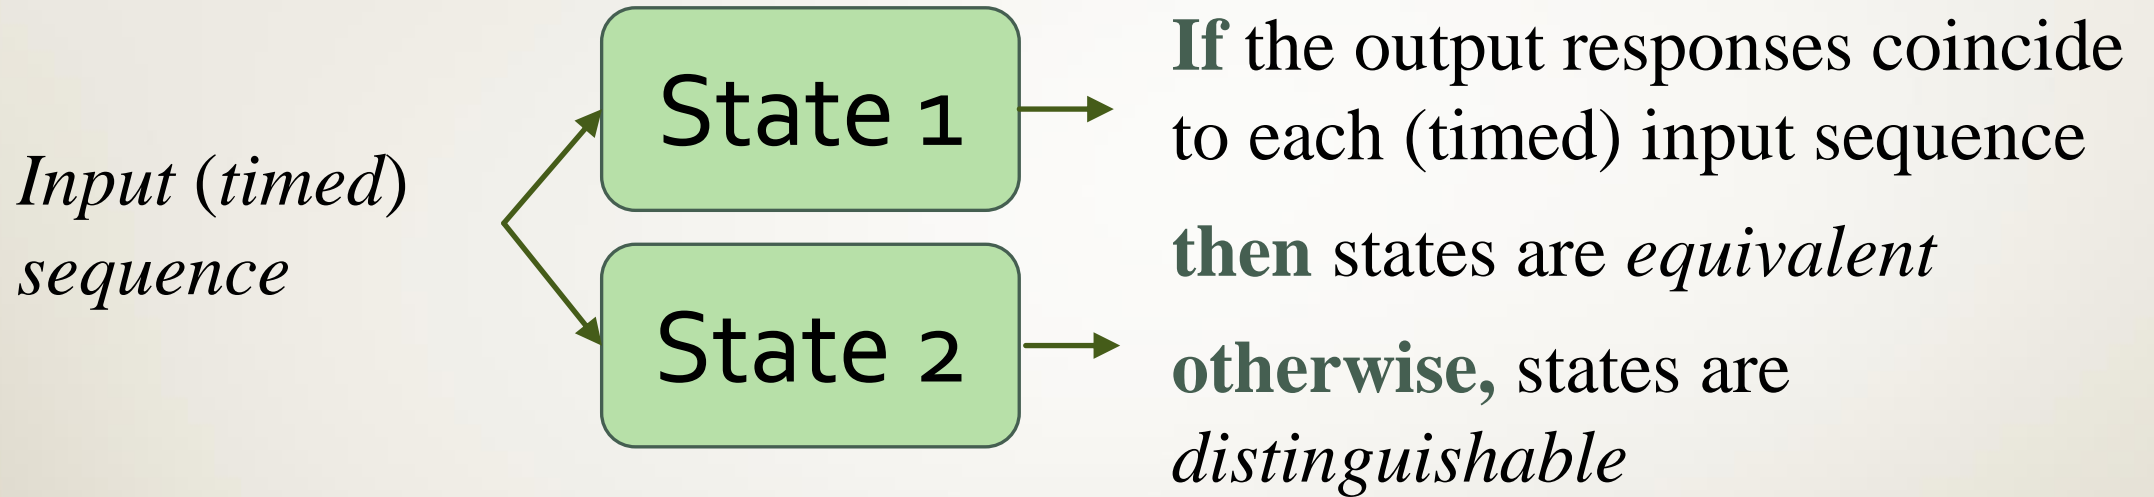 Input (timed)
sequence
State 1
State 2
If the output responses coincide
to each (timed) input sequence
then states are equivalent
otherwise, states are
distinguishable